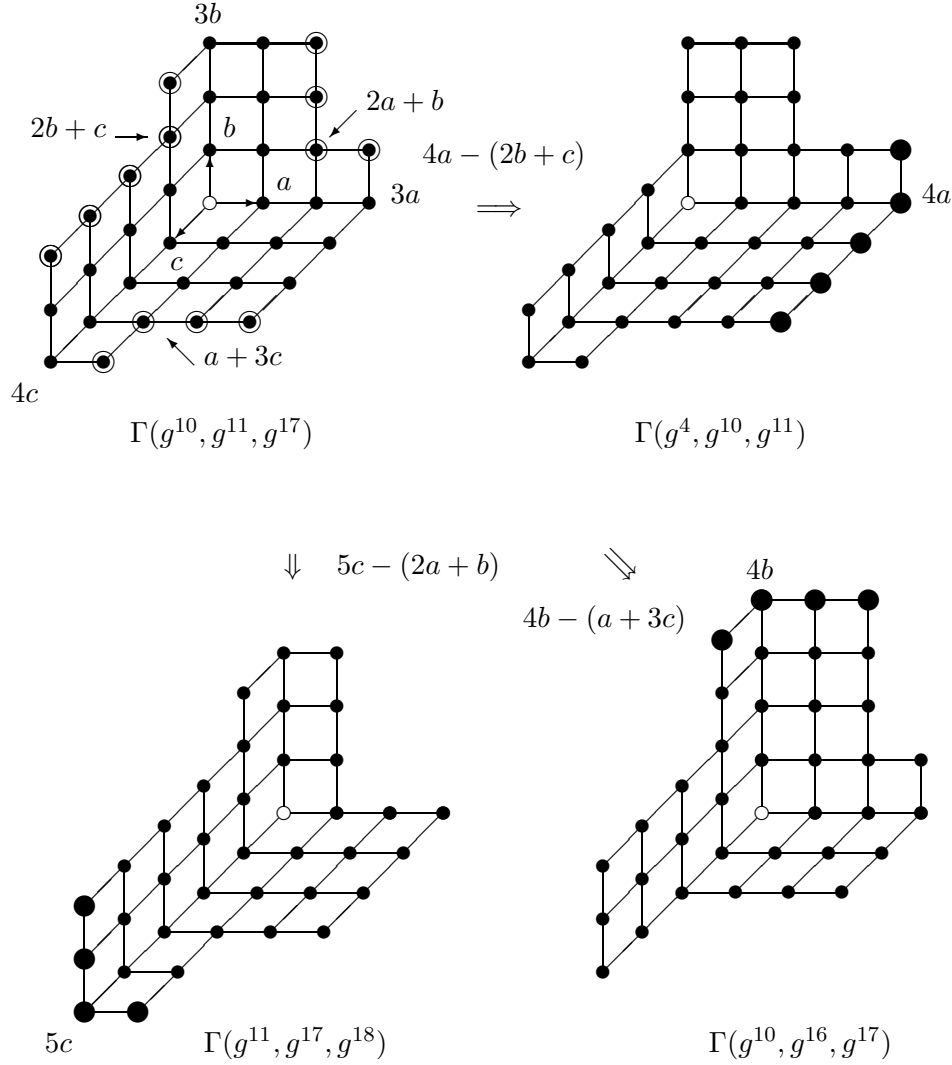 3b
2b + c
b
2a + b
a
3a
c
a + 3c
4c
Γ(g^{10}, g^{11}, g^{17})
4a − (2b + c)
⟹
4a
Γ(g^4, g^{10}, g^{11})
⇓ 5c − (2a + b)
4b
4b − (a + 3c)
5c
Γ(g^{11}, g^{17}, g^{18})
Γ(g^{10}, g^{16}, g^{17})